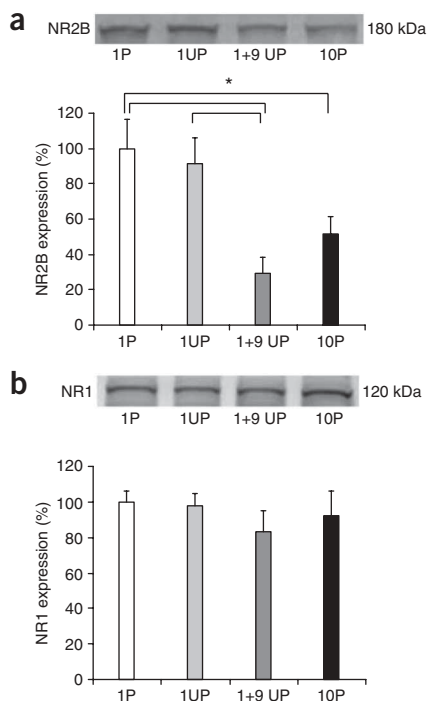 a
NR2B 180 kDa
1P 1UP 1+9 UP 10P
*
NR2B expression (%)
120
100
80
60
40
20
0
1P 1UP 1+9 UP 10P
b
NR1 120 kDa
1P 1UP 1+9 UP 10P
NR1 expression (%)
120
100
80
60
40
20
0
1P 1UP 1+9 UP 10P